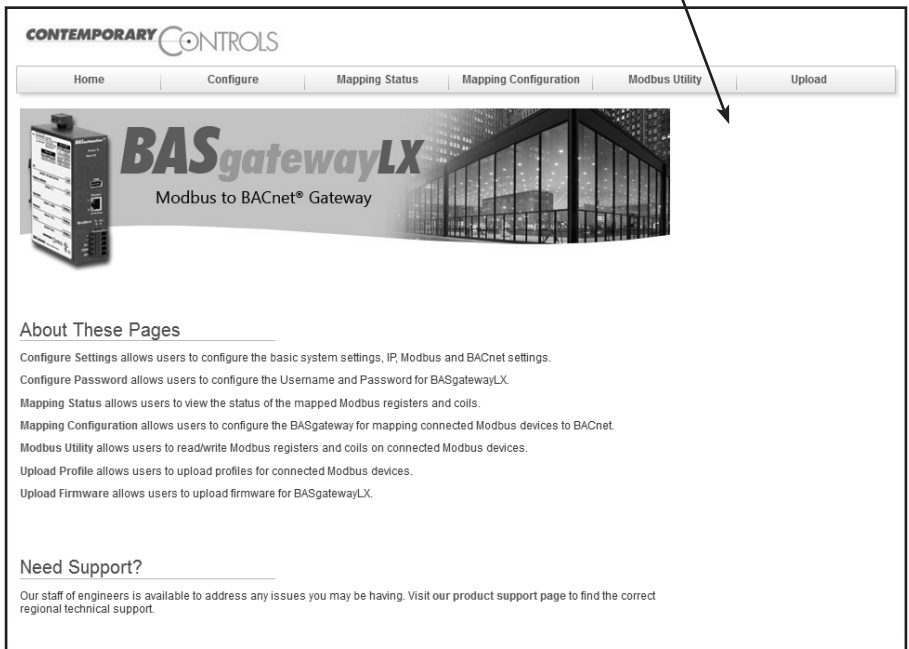 CONTEMPORARY CONTROLS
Home Configure Mapping Status Mapping Configuration Modbus Utility Upload
BASgatewayLX
Modbus to BACnet® Gateway
About These Pages
Configure Settings allows users to configure the basic system settings, IP, Modbus and BACnet settings.
Configure Password allows users to configure the Username and Password for BASgatewayLX.
Mapping Status allows users to view the status of the mapped Modbus registers and coils.
Mapping Configuration allows users to configure the BASgateway for mapping connected Modbus devices to BACnet.
Modbus Utility allows users to read/write Modbus registers and coils on connected Modbus devices.
Upload Profile allows users to upload profiles for connected Modbus devices.
Upload Firmware allows users to upload firmware for BASgatewayLX.
Need Support?
Our staff of engineers is available to address any issues you may be having. Visit our product support page to find the correct
regional technical support.